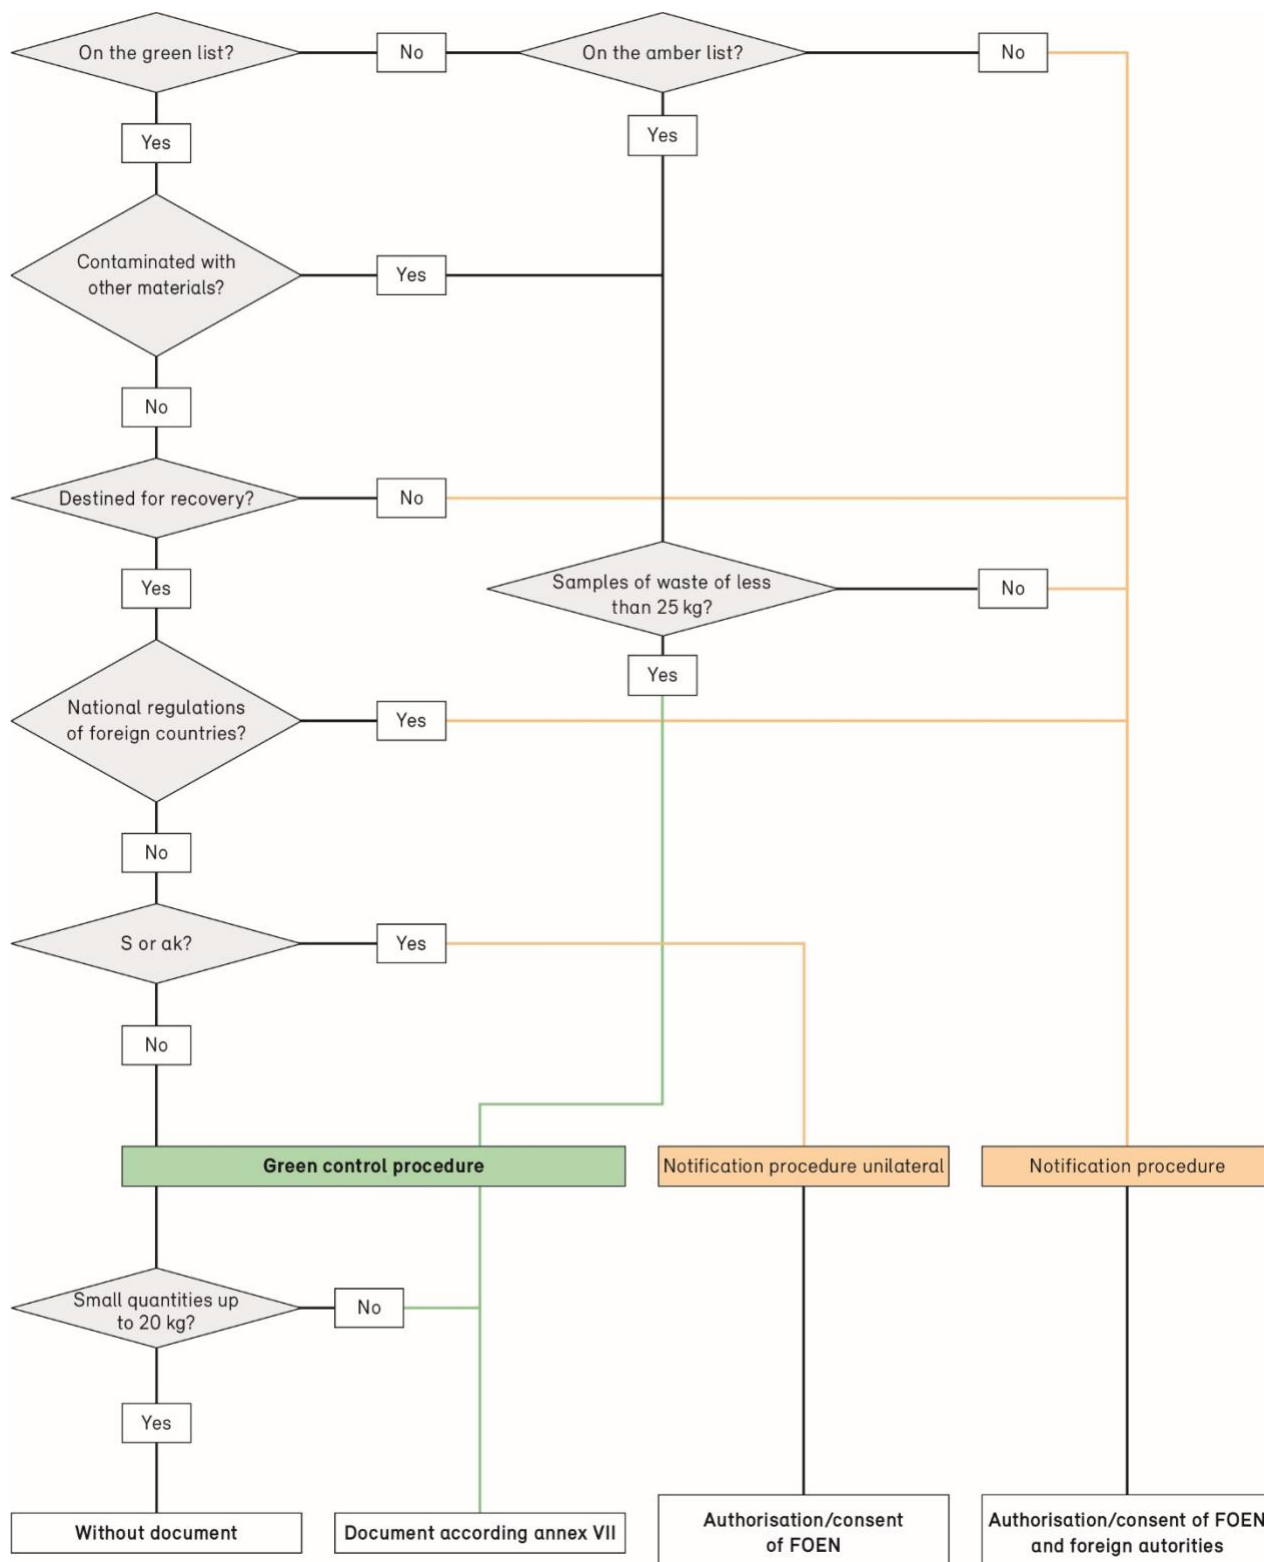 On the green list?
No
On the amber list?
No
Yes
Yes
Contaminated with
other materials?
Yes
No
Destined for recovery?
No
Yes
Samples of waste of less
than 25 kg?
No
Yes
National regulations
of foreign countries?
Yes
No
S or ak?
Yes
No
Green control procedure
Notification procedure unilateral
Notification procedure
Small quantities up
to 20 kg?
No
Yes
Without document
Document according annex VII
Authorisation/consent
of FOEN
Authorisation/consent of FOEN
and foreign autorities